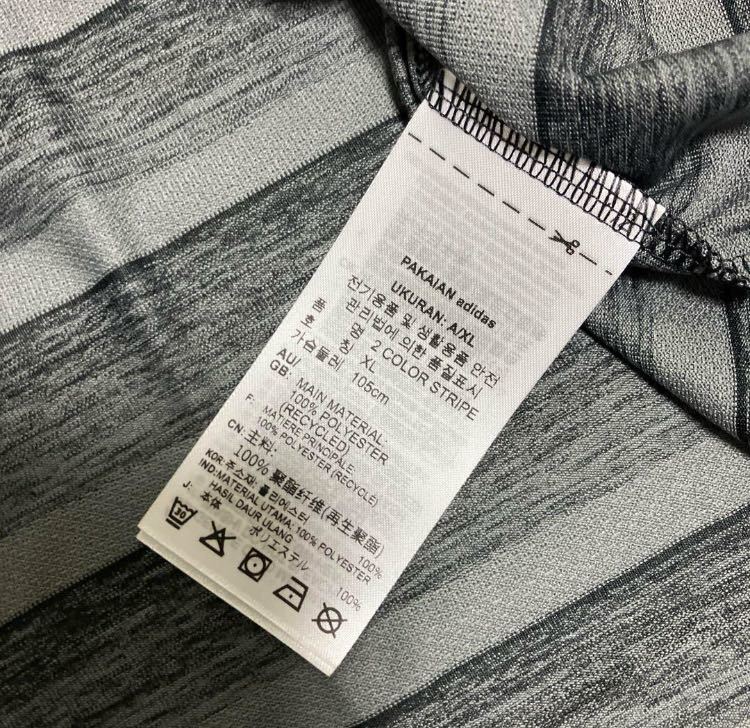 PAKAIAN adidas
UKURAN: A/XL
전기용품 및 생활용품 안전
관리법에 의한 품질표시
품 명 2 COLOR STRIPE
호 칭 XL
가슴둘레 105cm
AU/
GB: MAIN MATERIAL:
100% POLYESTER
(RECYCLED)
F: MATIERE PRINCIPALE:
100% POLYESTER (RECYCLE)
CN: 主料:
100% 聚酯纤维(再生聚酯)
KOR: 주소재: 폴리에스터 100%
IND: MATERIAL UTAMA: 100% POLYESTER
HASIL DAUR ULANG
J: 本体 ポリエステル 100%
30